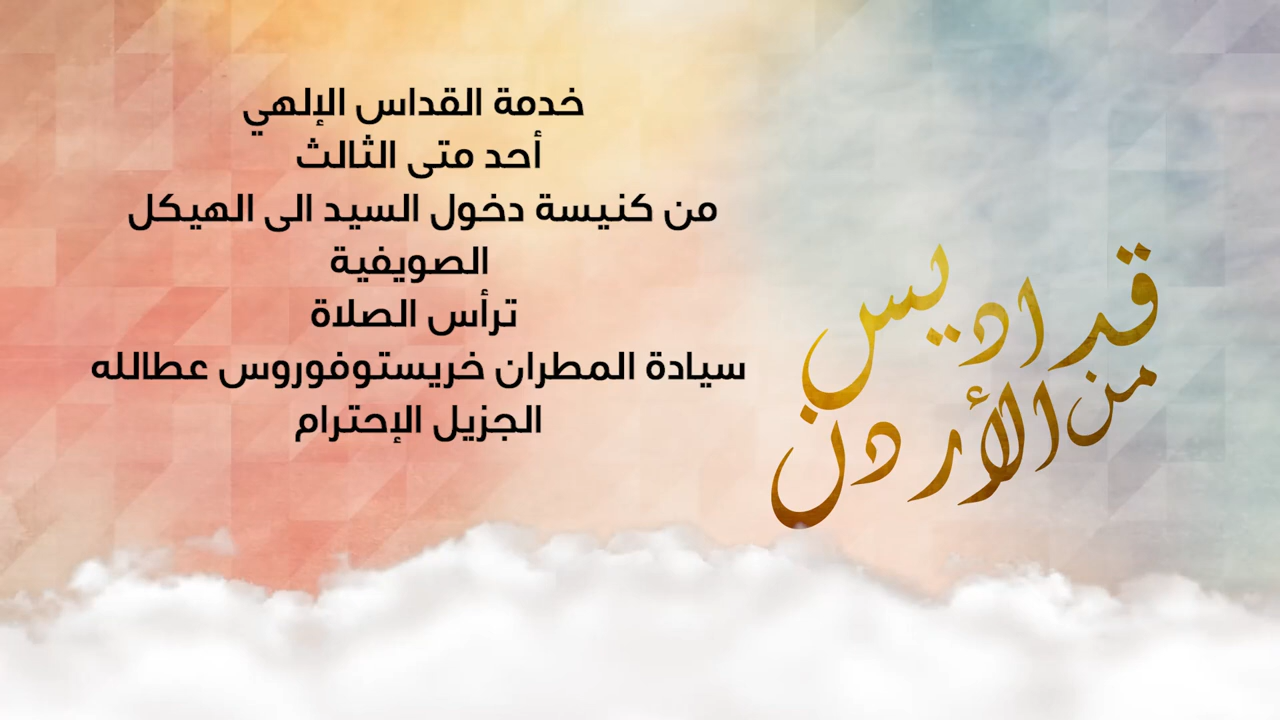 خدمة القداس الإلهي
أحد متى الثالث
من كنيسة دخول السيد الى الهيكل
الصويفية
ترأس الصلاة
سيادة المطران خريستوفوروس عطالله
الجزيل الإحترام
قداديس
من الأردن